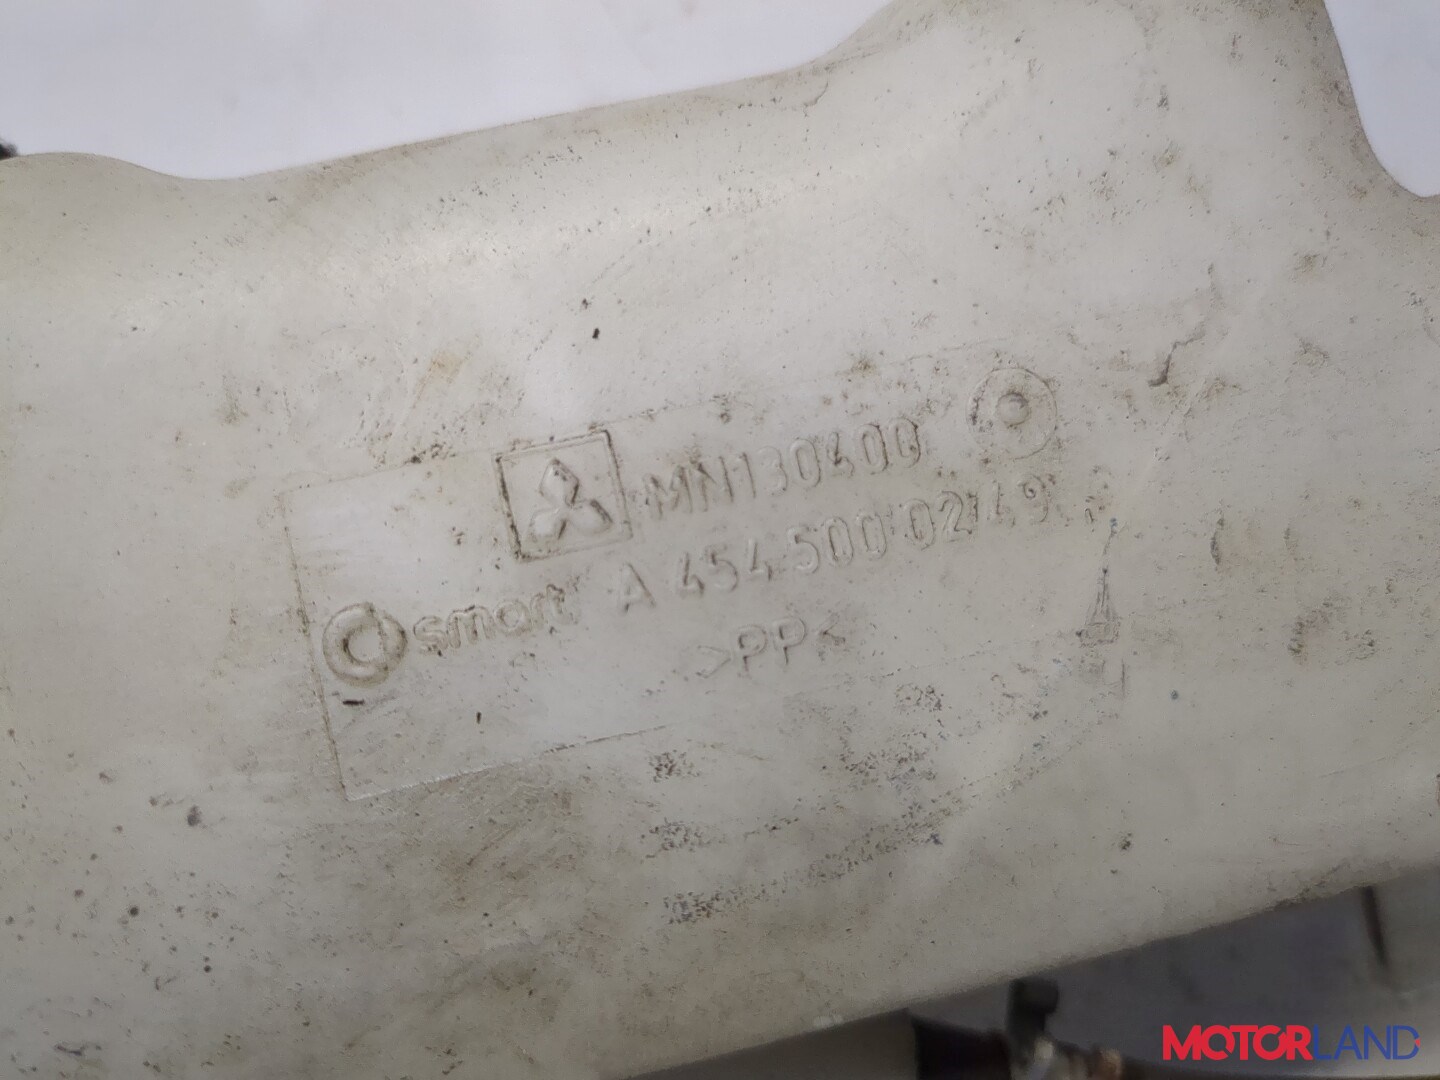 MN130400
smart A 454 500 02 49
>PP<
MOTORLAND